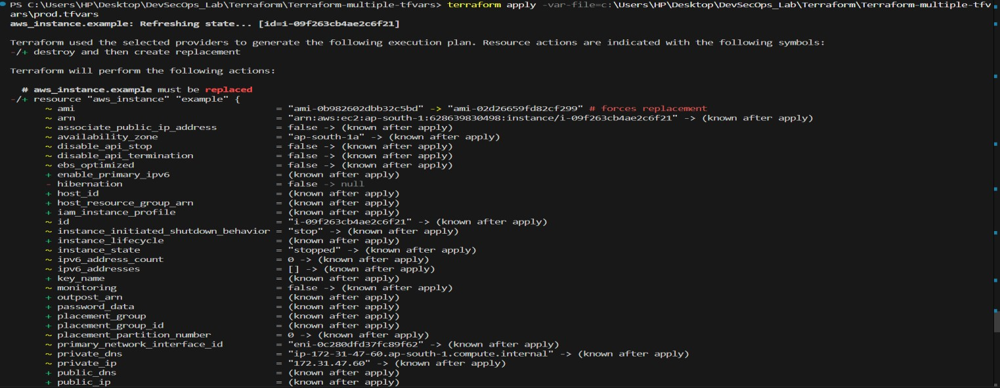 PS C:\Users\HP\Desktop\DevSecOps_Lab\Terraform\Terraform-multiple-tfvars> terraform apply -var-file=c:\Users\HP\Desktop\DevSecOps_Lab\Terraform\Terraform-multiple-tfv
ars\prod.tfvars
aws_instance.example: Refreshing state... [id=i-09f263cb4ae2c6f21]
Terraform used the selected providers to generate the following execution plan. Resource actions are indicated with the following symbols:
-/+ destroy and then create replacement
Terraform will perform the following actions:
# aws_instance.example must be replaced
-/+ resource "aws_instance" "example" {
~ ami = "ami-0b982602dbb32c5bd" -> "ami-02d26659fd82cf299" # forces replacement
~ arn = "arn:aws:ec2:ap-south-1:628639830498:instance/i-09f263cb4ae2c6f21" -> (known after apply)
~ associate_public_ip_address = false -> (known after apply)
~ availability_zone = "ap-south-1a" -> (known after apply)
~ disable_api_stop = false -> (known after apply)
~ disable_api_termination = false -> (known after apply)
~ ebs_optimized = false -> (known after apply)
+ enable_primary_ipv6 = (known after apply)
- hibernation = false -> null
+ host_id = (known after apply)
+ host_resource_group_arn = (known after apply)
+ iam_instance_profile = (known after apply)
~ id = "i-09f263cb4ae2c6f21" -> (known after apply)
~ instance_initiated_shutdown_behavior = "stop" -> (known after apply)
+ instance_lifecycle = (known after apply)
~ instance_state = "stopped" -> (known after apply)
~ ipv6_address_count = 0 -> (known after apply)
~ ipv6_addresses = [] -> (known after apply)
+ key_name = (known after apply)
~ monitoring = false -> (known after apply)
+ outpost_arn = (known after apply)
+ password_data = (known after apply)
+ placement_group = (known after apply)
+ placement_group_id = (known after apply)
~ placement_partition_number = 0 -> (known after apply)
~ primary_network_interface_id = "eni-0c280dfd37fc89f62" -> (known after apply)
~ private_dns = "ip-172-31-47-60.ap-south-1.compute.internal" -> (known after apply)
~ private_ip = "172.31.47.60" -> (known after apply)
+ public_dns = (known after apply)
+ public_ip = (known after apply)